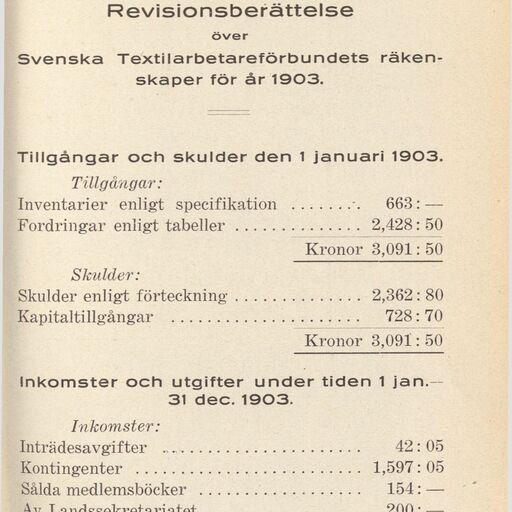 Revisionsberättelse
över
Svenska Textilarbetareförbundets räken-
skaper för år 1903.
Tillgångar och skulder den 1 januari 1903.
Tillgångar:
Inventarier enligt specifikation ........ 663: —
Fordringar enligt tabeller .............. 2,428: 50
Kronor 3,091: 50
Skulder:
Skulder enligt förteckning .............. 2,362: 80
Kapitaltillgångar .................. 728: 70
Kronor 3,091: 50
Inkomster och utgifter under tiden 1 jan.—
31 dec. 1903.
Inkomster:
Inträdesavgifter .................... 42: 05
Kontingenter ...................... 1,597: 05
Sålda medlemsböcker ................ 154: —
Av Landssekretariatet ................ 200: —